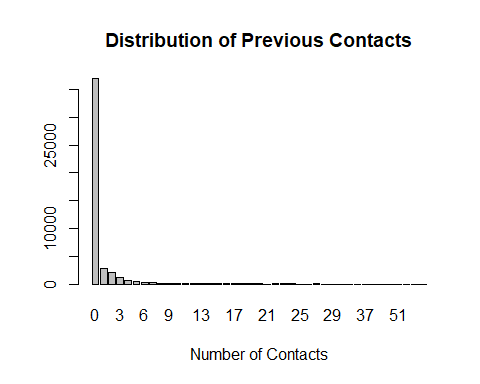 Distribution of Previous Contacts
25000
10000
0
0 3 6 9 13 17 21 25 29 37 51
Number of Contacts